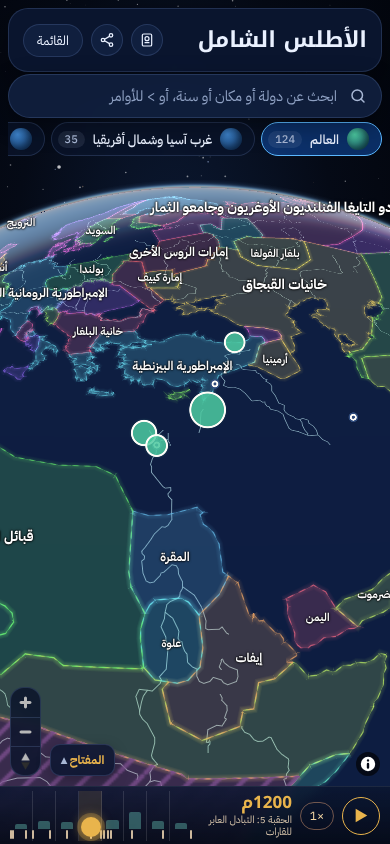 الأطلس الشامل
القائمة
ابحث عن دولة أو مكان أو سنة، أو > للأوامر
العالم 124
غرب آسيا وشمال أفريقيا 35
دو التايغا الفنلنديون الأوغريون وجامعو الثمار
النرويج
السويد
إمارات الروس الأخرى
بلغار الفولغا
بولندا
إمارة كييف
خانيات القبجاق
الإمبراطورية الرومانية ا
خانية البلغار
الإمبراطورية البيزنطية
أرمينيا
قبائل
المقرة
علوة
إيفات
اليمن
ضرموت
+
−
المفتاح ▲
1200م
الحقبة 5: التبادل العابر
للقارات
1×